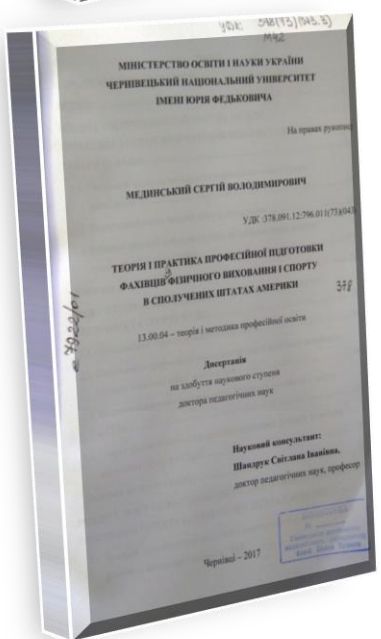 М42
МІНІСТЕРСТВО ОСВІТИ І НАУКИ УКРАЇНИ
ЧЕРНІВЕЦЬКИЙ НАЦІОНАЛЬНИЙ УНІВЕРСИТЕТ
ІМЕНІ ЮРІЯ ФЕДЬКОВИЧА
На правах рукопису
МЕДИНСЬКИЙ СЕРГІЙ ВОЛОДИМИРОВИЧ
УДК :378.091.12:796.011(73)(043)
ТЕОРІЯ І ПРАКТИКА ПРОФЕСІЙНОЇ ПІДГОТОВКИ
ФАХІВЦІВ ФІЗИЧНОГО ВИХОВАННЯ І СПОРТУ
В СПОЛУЧЕНИХ ШТАТАХ АМЕРИКИ
378
13.00.04 – теорія і методика професійної освіти
Дисертація
на здобуття наукового ступеня
доктора педагогічних наук
Науковий консультант:
Шандрук Світлана Іванівна,
доктор педагогічних наук, професор
Чернівці – 2017